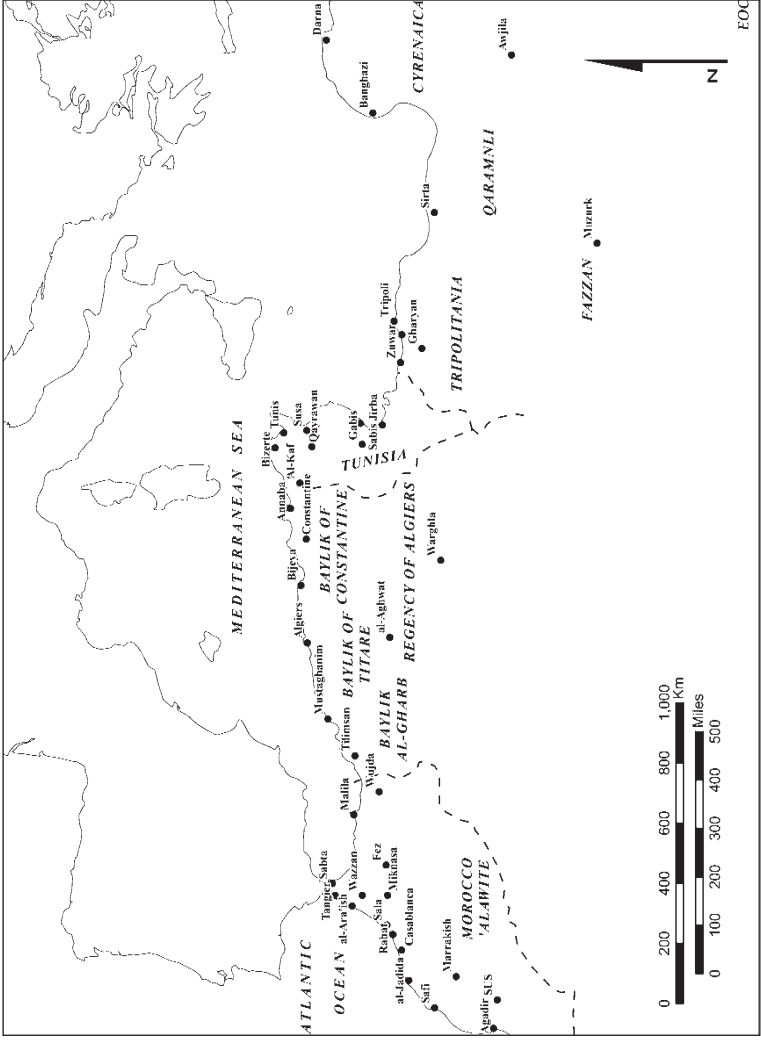 ATLANTIC
OCEAN
MEDITERRANEAN SEA
Tangier
Sabta
al-Ara'ish
Wazzan
Malila
Wujda
Tilimsan
Mustaghanim
Algiers
Bijeya
Constantine
Annaba
Al-Kaf
Bizerte
Tunis
Susa
Qayrawan
Gabis
Sabis
Jirba
Zuwar
Tripoli
Gharyan
Sirta
Banghazi
Darna
Awjila
Muzurk
Fez
Miknasa
Sala
Rabat
Casablanca
al-Jadida
Safi
Marrakish
Agadir
SUS
al-Aghwat
Warghla
MOROCCO
'ALAWITE
BAYLIK
AL-GHARB
BAYLIK OF
TITARE
BAYLIK OF
CONSTANTINE
REGENCY OF ALGIERS
TUNISIA
TRIPOLITANIA
QARAMNLI
CYRENAICA
FAZZAN
N
EOC
0 200 400 600 800 1,000
Km
Miles
0 100 200 300 400 500